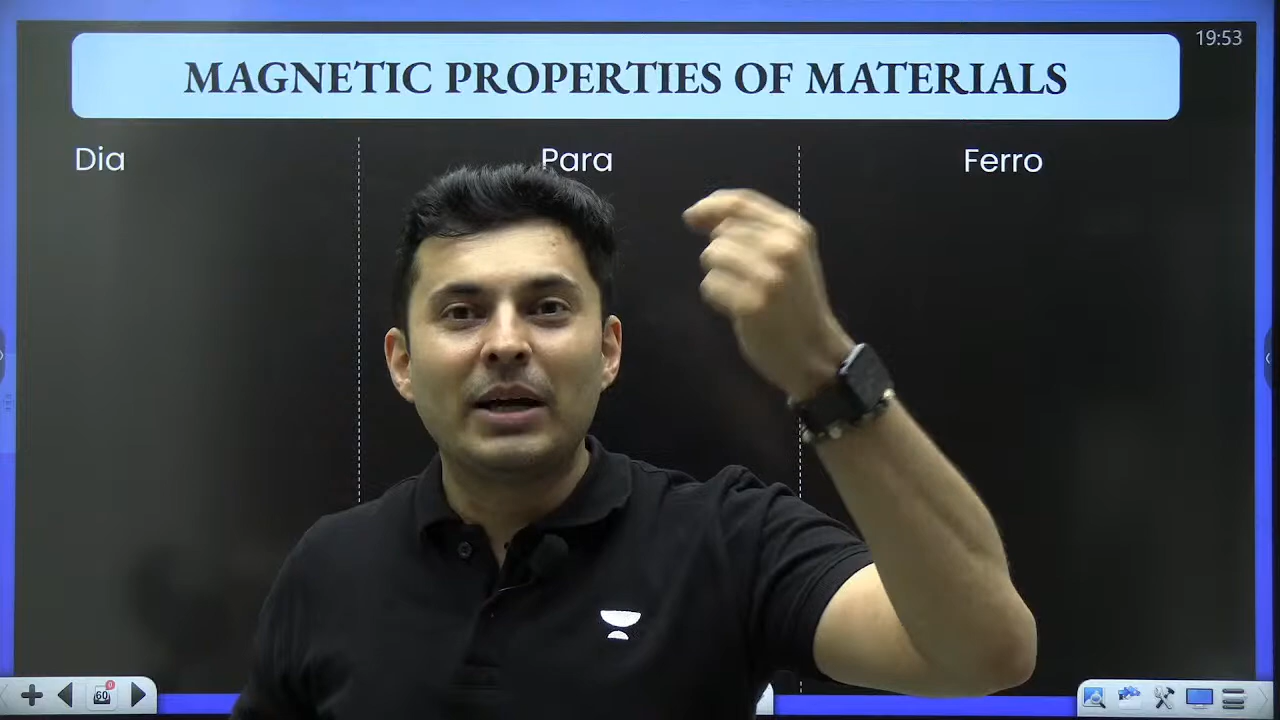 19:53
MAGNETIC PROPERTIES OF MATERIALS
Dia
Para
Ferro
60